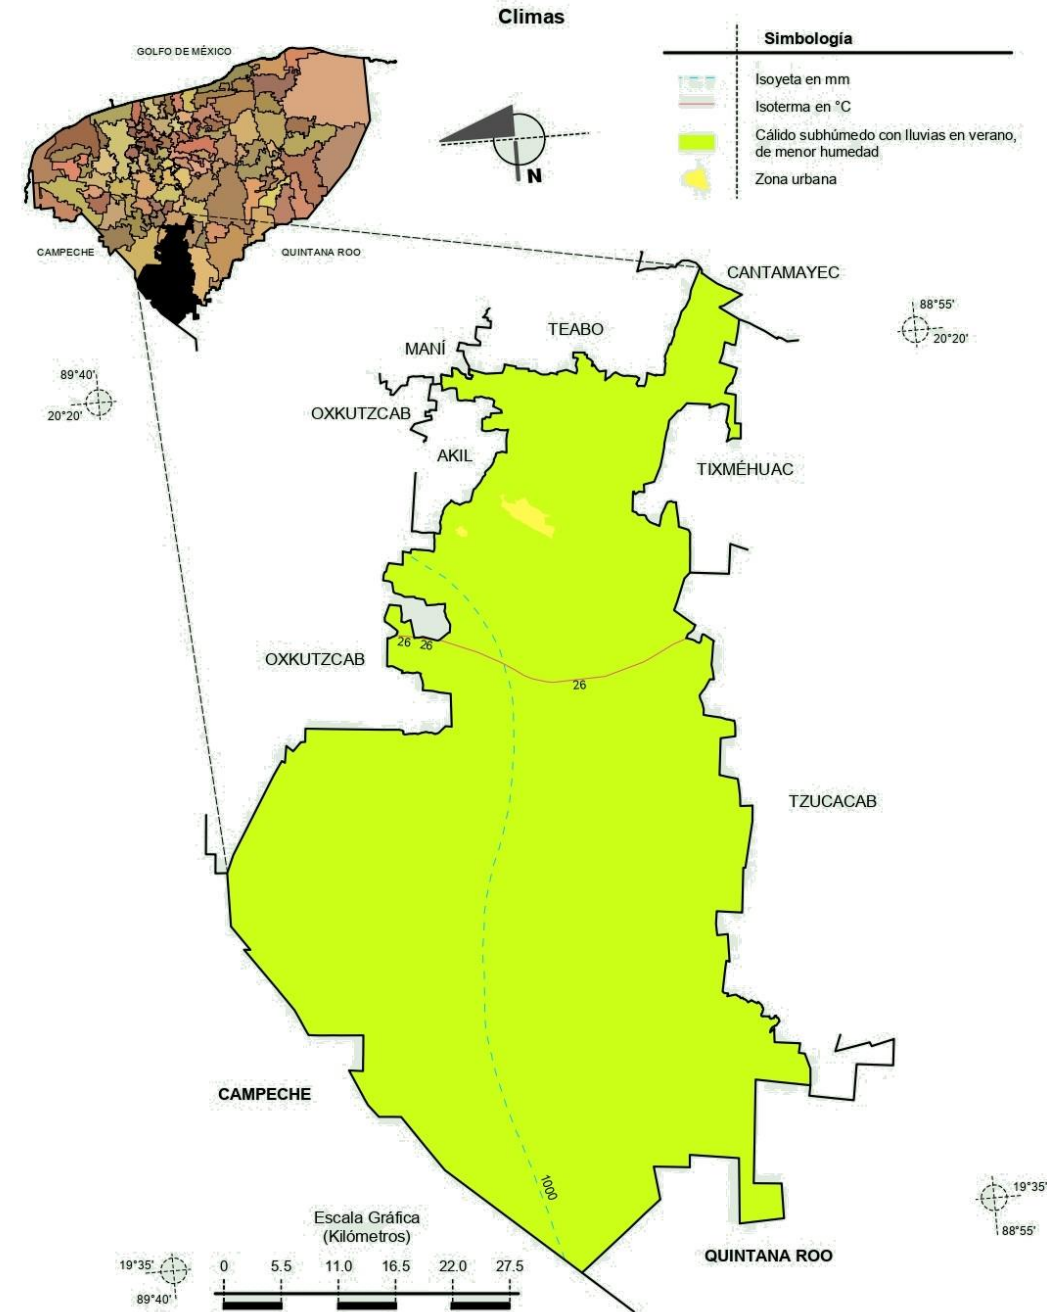 Climas
GOLFO DE MÉXICO
CAMPECHE
QUINTANA ROO
N
Simbología
Isoyeta en mm
Isoterma en °C
Cálido subhúmedo con lluvias en verano,
de menor humedad
Zona urbana
CANTAMAYEC
88°55'
20°20'
TEABO
MANÍ
89°40'
20°20'
OXKUTZCAB
AKIL
TIXMÉHUAC
26
26
OXKUTZCAB
26
TZUCACAB
CAMPECHE
1000
19°35'
88°55'
QUINTANA ROO
Escala Gráfica
(Kilómetros)
19°35'
89°40'
0 5.5 11.0 16.5 22.0 27.5